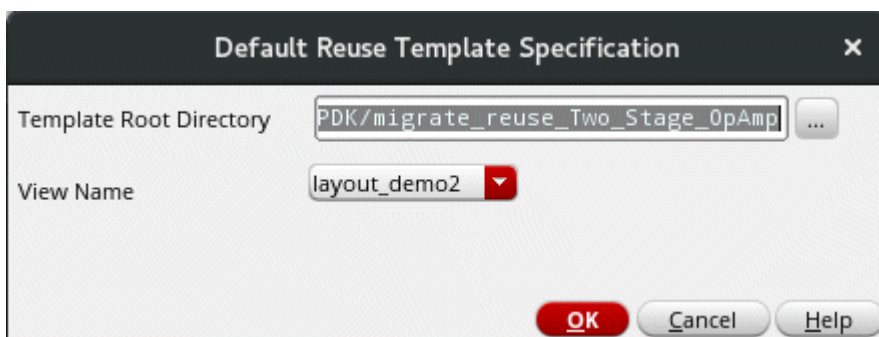 Default Reuse Template Specification
Template Root Directory PDK/migrate_reuse_Two_Stage_OpAmp ...
View Name layout_demo2
OK Cancel Help